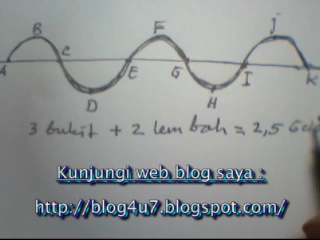 B
F
J
A
C
E
G
I
K
D
H
3 bukit + 2 lembah = 2,5 Gel
Kunjungi web blog saya :
http://blog4u7.blogspot.com/